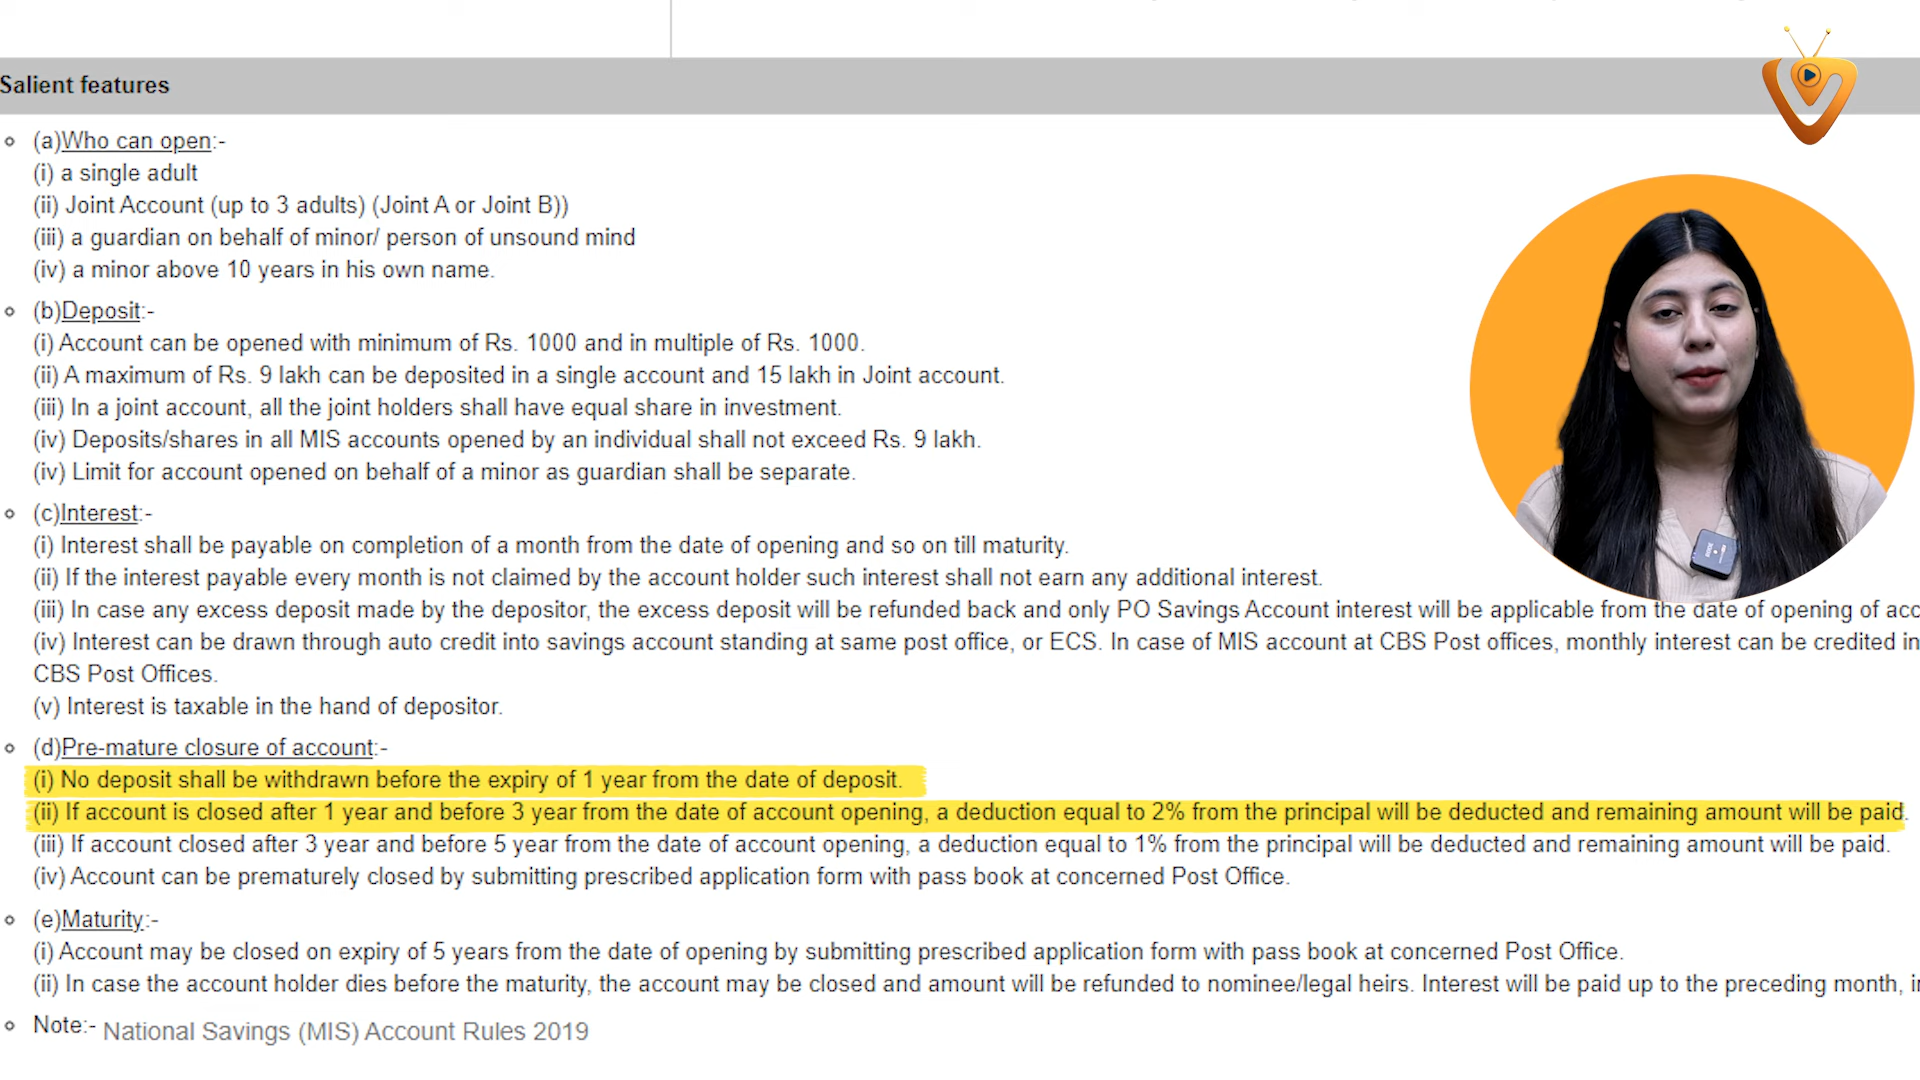 Salient features
(a)Who can open:-
(i) a single adult
(ii) Joint Account (up to 3 adults) (Joint A or Joint B))
(iii) a guardian on behalf of minor/ person of unsound mind
(iv) a minor above 10 years in his own name.
(b)Deposit:-
(i) Account can be opened with minimum of Rs. 1000 and in multiple of Rs. 1000.
(ii) A maximum of Rs. 9 lakh can be deposited in a single account and 15 lakh in Joint account.
(iii) In a joint account, all the joint holders shall have equal share in investment.
(iv) Deposits/shares in all MIS accounts opened by an individual shall not exceed Rs. 9 lakh.
(iv) Limit for account opened on behalf of a minor as guardian shall be separate.
(c)Interest:-
(i) Interest shall be payable on completion of a month from the date of opening and so on till maturity.
(ii) If the interest payable every month is not claimed by the account holder such interest shall not earn any additional interest.
(iii) In case any excess deposit made by the depositor, the excess deposit will be refunded back and only PO Savings Account interest will be applicable from the date of opening of acc
(iv) Interest can be drawn through auto credit into savings account standing at same post office, or ECS. In case of MIS account at CBS Post offices, monthly interest can be credited in
CBS Post Offices.
(v) Interest is taxable in the hand of depositor.
(d)Pre-mature closure of account:-
(i) No deposit shall be withdrawn before the expiry of 1 year from the date of deposit.
(ii) If account is closed after 1 year and before 3 year from the date of account opening, a deduction equal to 2% from the principal will be deducted and remaining amount will be paid.
(iii) If account closed after 3 year and before 5 year from the date of account opening, a deduction equal to 1% from the principal will be deducted and remaining amount will be paid.
(iv) Account can be prematurely closed by submitting prescribed application form with pass book at concerned Post Office.
(e)Maturity:-
(i) Account may be closed on expiry of 5 years from the date of opening by submitting prescribed application form with pass book at concerned Post Office.
(ii) In case the account holder dies before the maturity, the account may be closed and amount will be refunded to nominee/legal heirs. Interest will be paid up to the preceding month, i
Note:- National Savings (MIS) Account Rules 2019